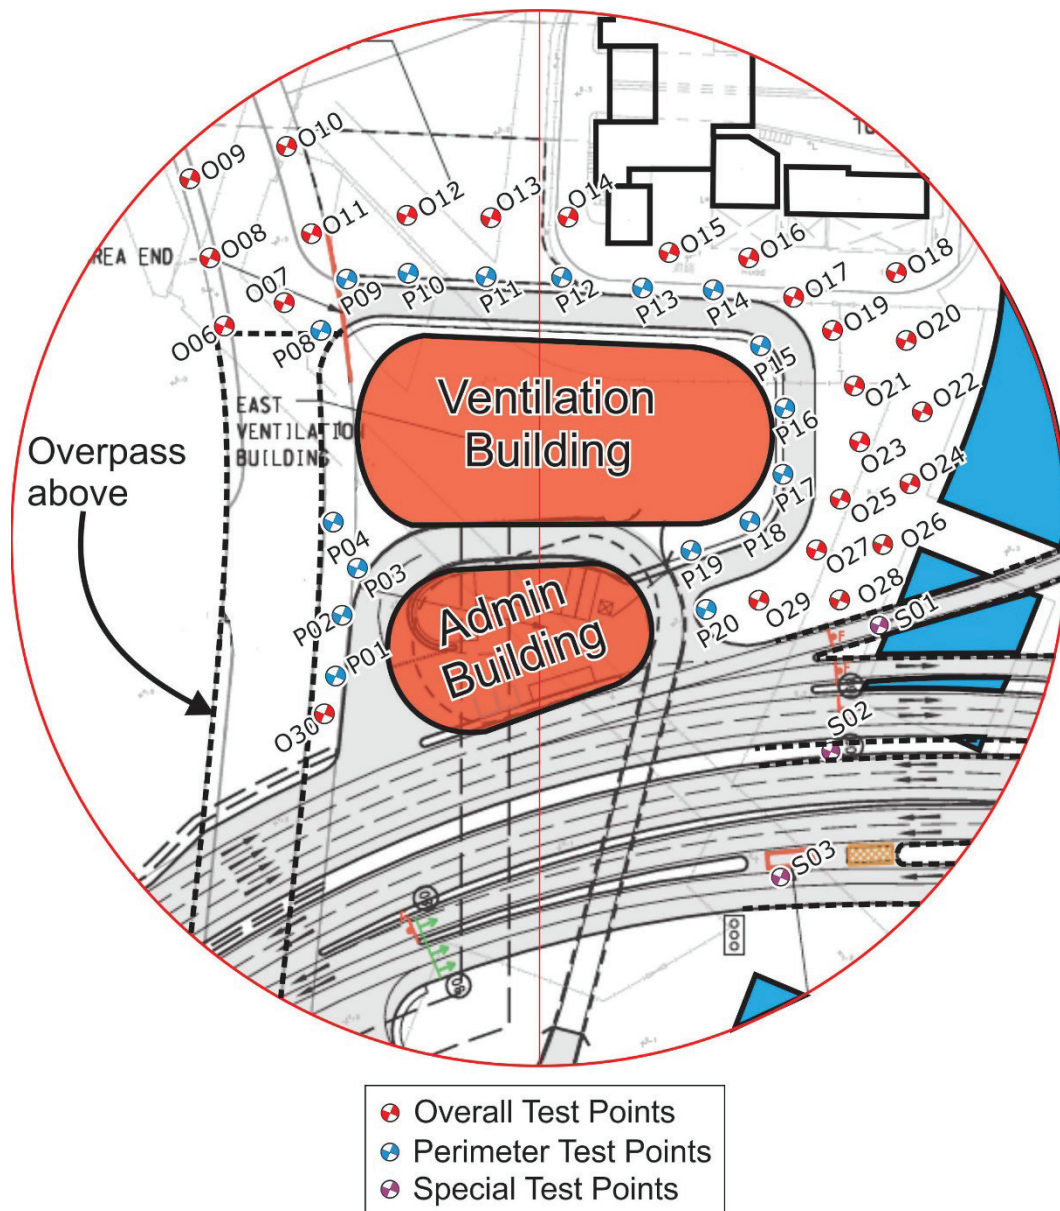 TU
O10
O09
O12
O13
O14
O11
O08
O15
O16
O18
REA END
O07
P09
P10
P11
P12
P13
P14
O17
O06
P08
O19
O20
P15
O21
O22
Ventilation
Building
EAST
VENTILATION
BUILDING
P16
O23
Overpass
above
P17
O24
O25
P04
P18
O26
P03
P19
O27
Admin
Building
P02
P20
O29
O28
S01
P01
F
F
O30
S02
S03
Overall Test Points
Perimeter Test Points
Special Test Points